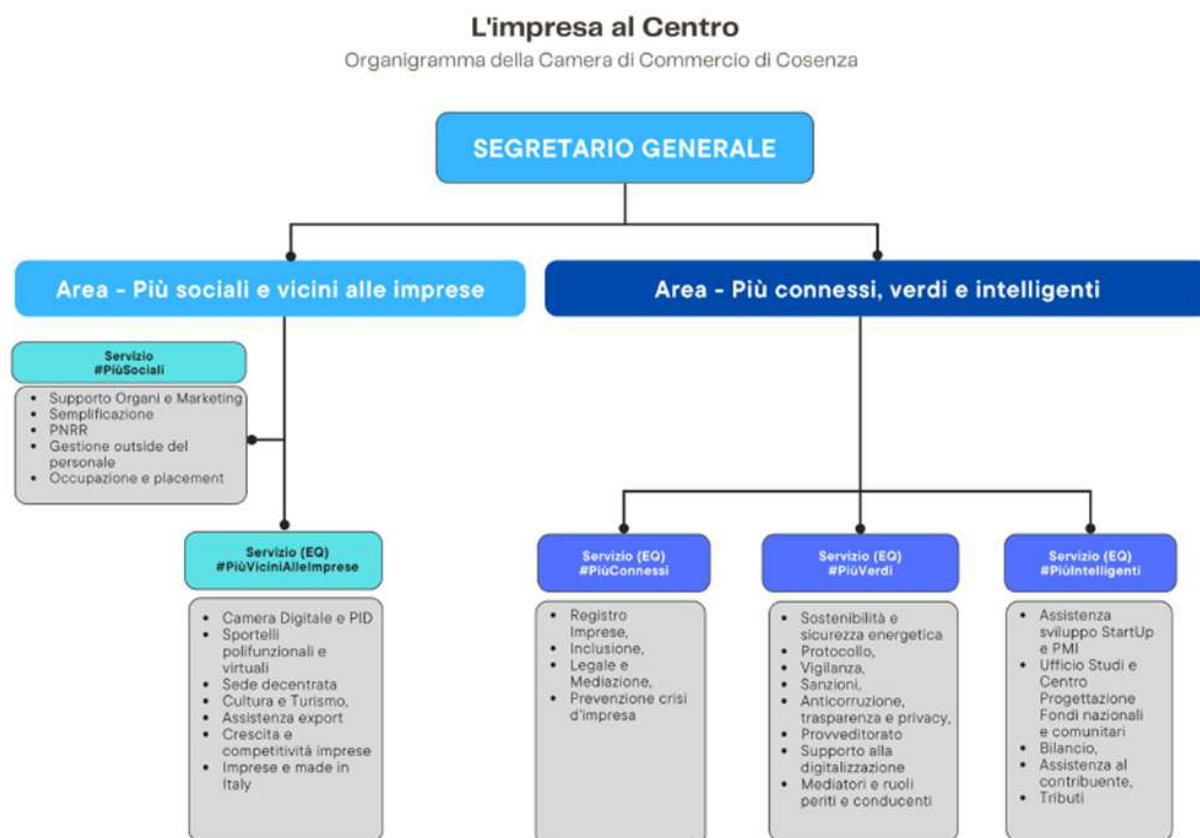 L'impresa al Centro
Organigramma della Camera di Commercio di Cosenza
SEGRETARIO GENERALE
Area - Più sociali e vicini alle imprese
Area - Più connessi, verdi e intelligenti
Servizio
#PiùSociali
• Supporto Organi e Marketing
• Semplificazione
• PNRR
• Gestione outside del
personale
• Occupazione e placement
Servizio (EQ)
#PiùViciniAlleImprese
• Camera Digitale e PID
• Sportelli
polifunzionali e
virtuali
• Sede decentrata
• Cultura e Turismo,
• Assistenza export
• Crescita e
competitività imprese
• Imprese e made in
Italy
Servizio (EQ)
#PiùConnessi
• Registro
Imprese,
• Inclusione,
• Legale e
Mediazione,
• Prevenzione crisi
d'impresa
Servizio (EQ)
#PiùVerdi
• Sostenibilità e
sicurezza energetica
• Protocollo,
• Vigilanza,
• Sanzioni,
• Anticorruzione,
trasparenza e privacy,
• Provveditorato
• Supporto alla
digitalizzazione
• Mediatori e ruoli
periti e conducenti
Servizio (EQ)
#PiùIntelligenti
• Assistenza
sviluppo StartUp
e PMI
• Ufficio Studi e
Centro
Progettazione
Fondi nazionali
e comunitari
• Bilancio,
• Assistenza al
contribuente,
• Tributi